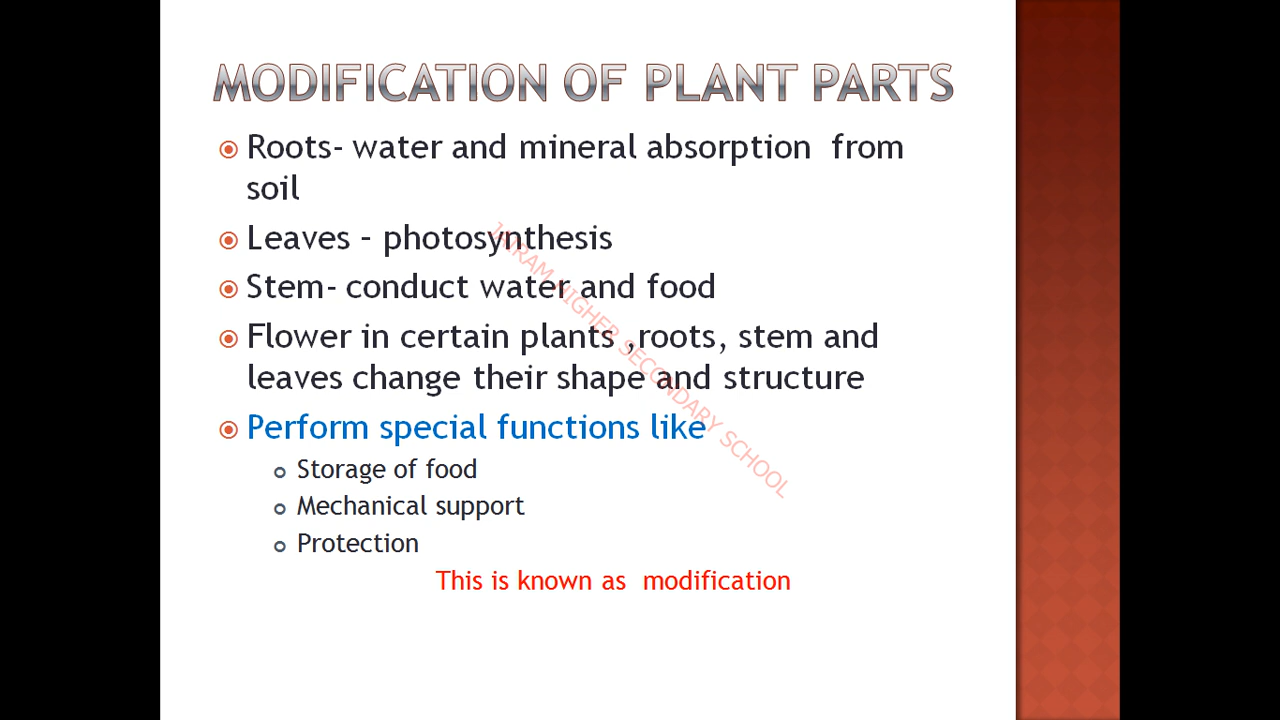 MODIFICATION OF PLANT PARTS
Roots- water and mineral absorption  from
soil
Leaves - photosynthesis
Stem- conduct water and food
Flower in certain plants ,roots, stem and
leaves change their shape and structure
Perform special functions like
Storage of food
Mechanical support
Protection
This is known as  modification
JAIRAM HIGHER SECONDARY SCHOOL